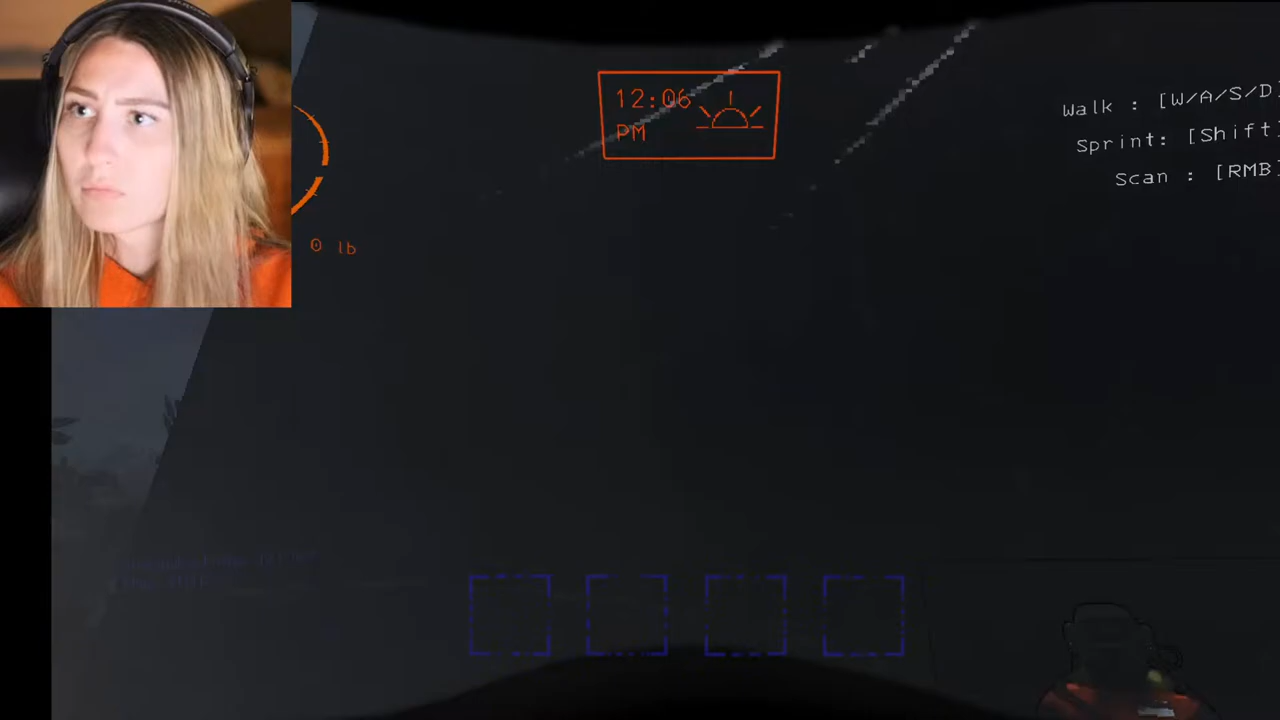 12:06
PM
Walk : [W/A/S/D]
Sprint: [Shift]
Scan : [RMB]
0 lb